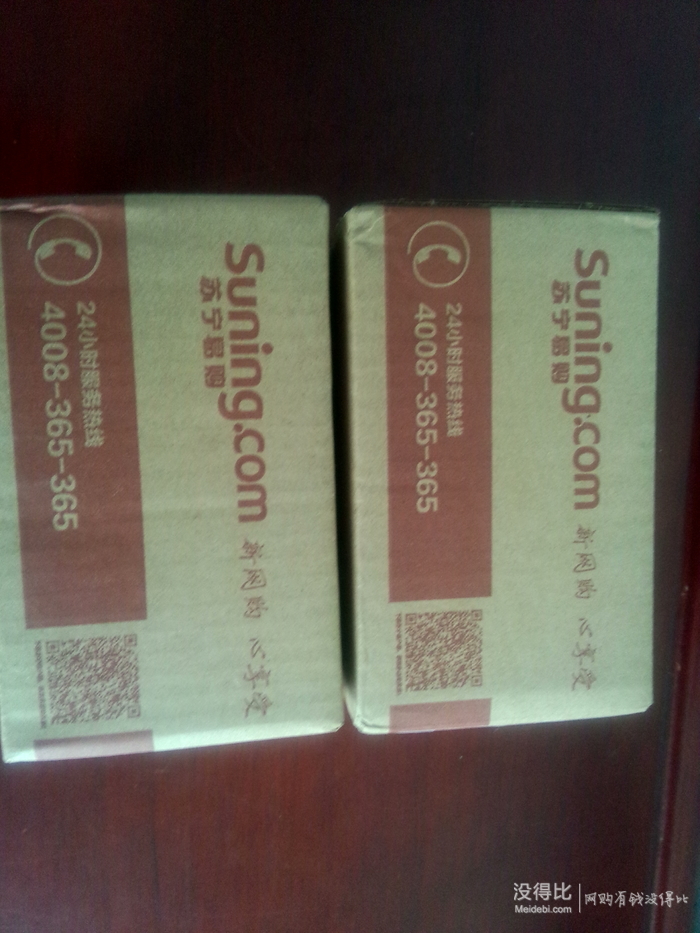 Suning.com 新网购 心享受
苏宁易购
24小时服务热线
4008-365-365
Suning.com 新网购 心享受
苏宁易购
24小时服务热线
4008-365-365
没得比
Meidebi.com
网购有钱没得比